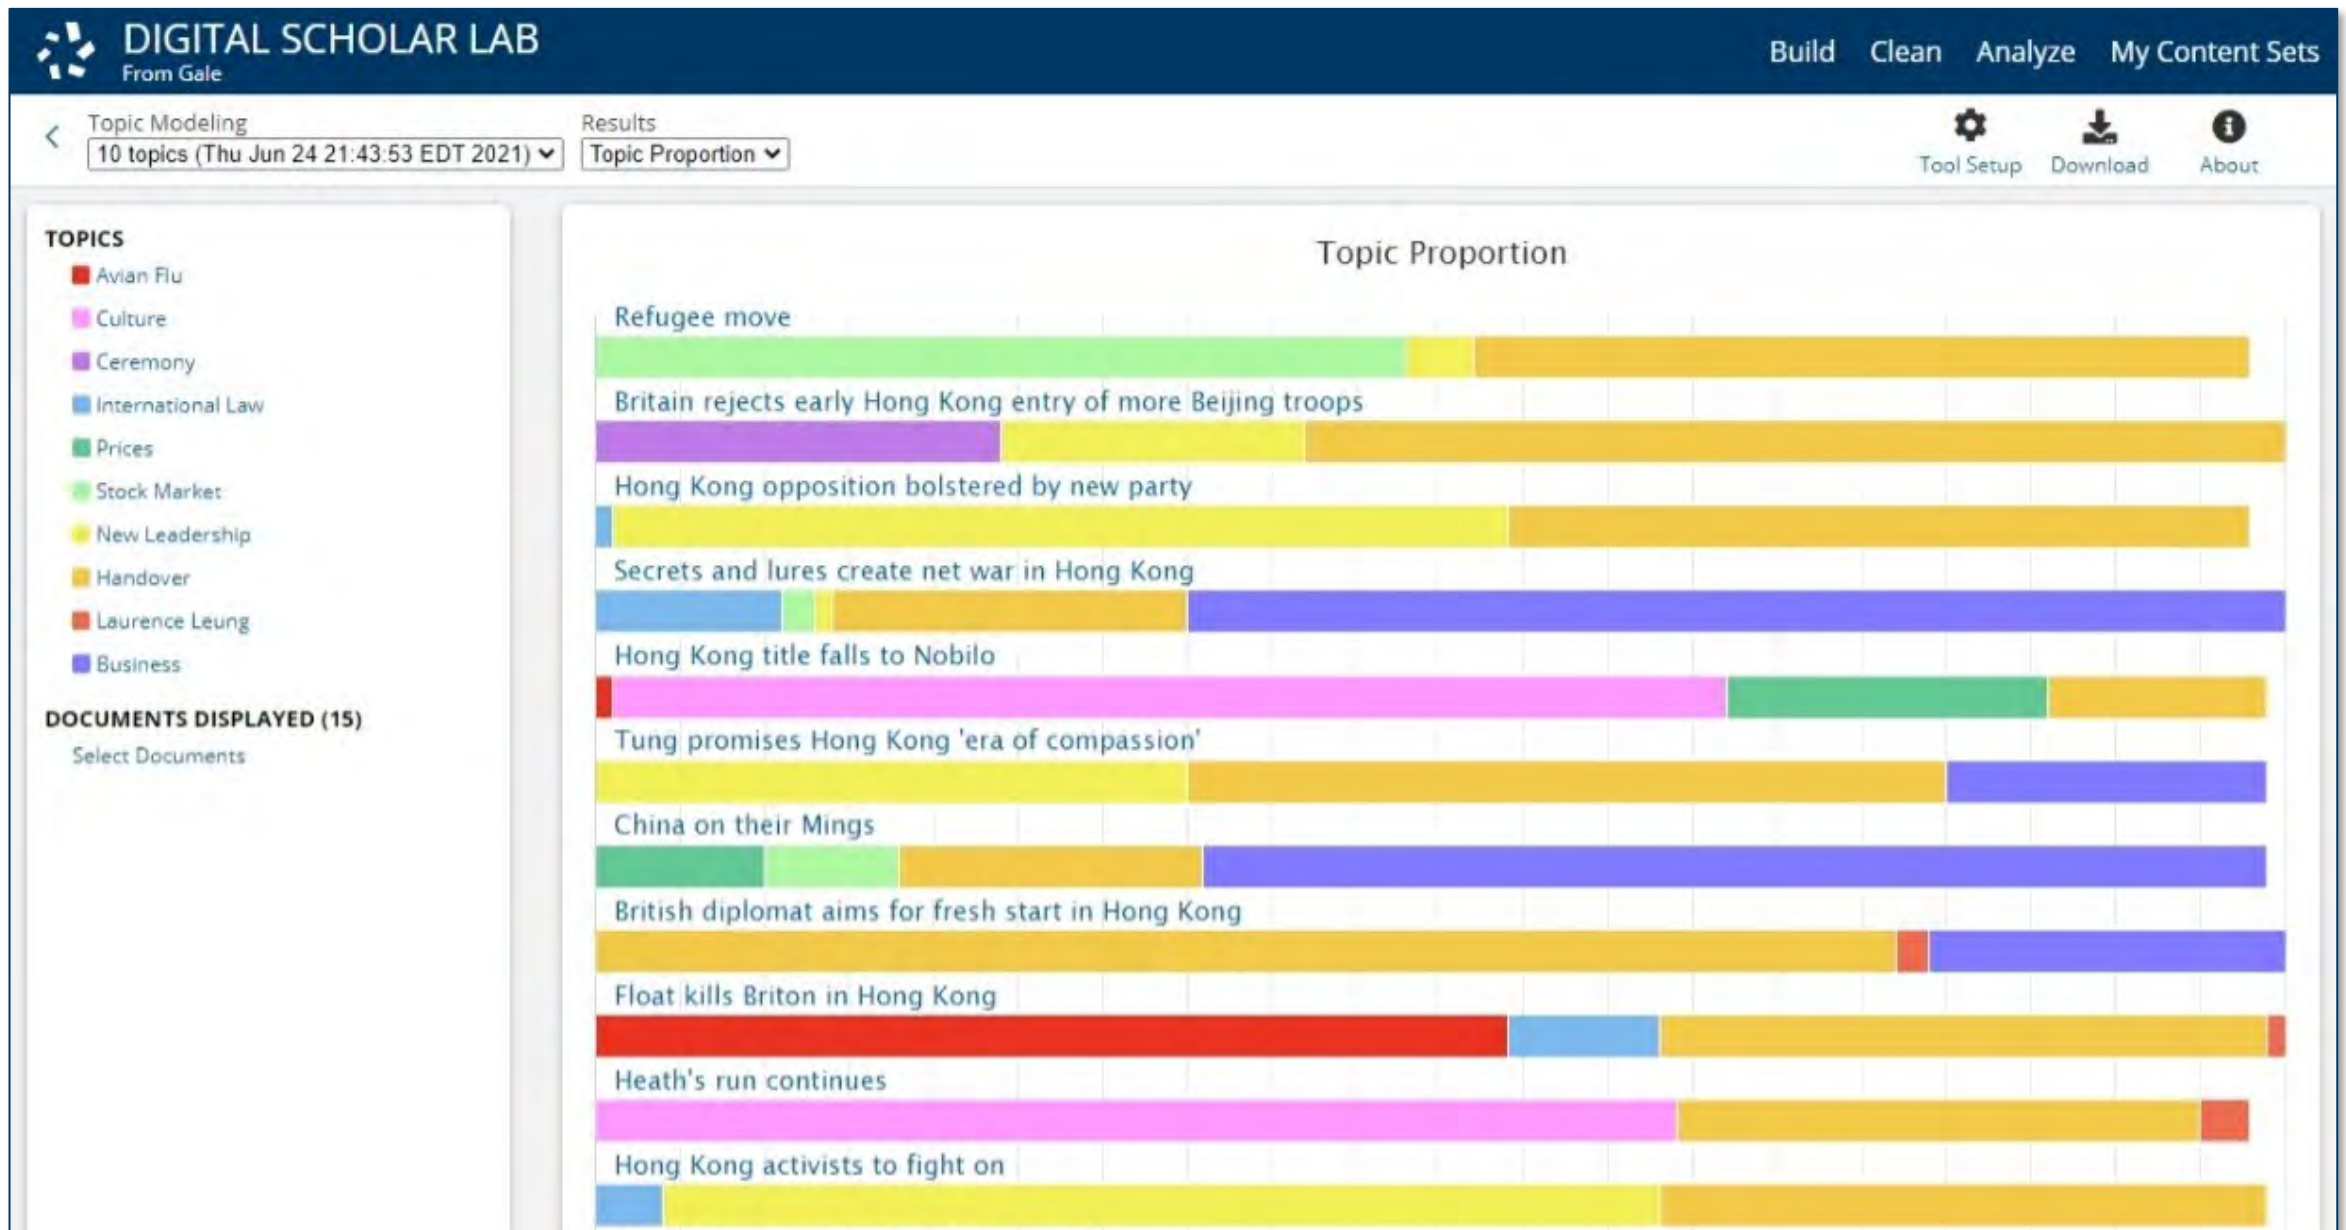 DIGITAL SCHOLAR LAB
From Gale
Build Clean Analyze My Content Sets
Topic Modeling
10 topics (Thu Jun 24 21:43:53 EDT 2021)
Results
Topic Proportion
Tool Setup
Download
About
TOPICS
Avian Flu
Culture
Ceremony
International Law
Prices
Stock Market
New Leadership
Handover
Laurence Leung
Business
DOCUMENTS DISPLAYED (15)
Select Documents
Topic Proportion
Refugee move
Britain rejects early Hong Kong entry of more Beijing troops
Hong Kong opposition bolstered by new party
Secrets and lures create net war in Hong Kong
Hong Kong title falls to Nobilo
Tung promises Hong Kong 'era of compassion'
China on their Mings
British diplomat aims for fresh start in Hong Kong
Float kills Briton in Hong Kong
Heath's run continues
Hong Kong activists to fight on